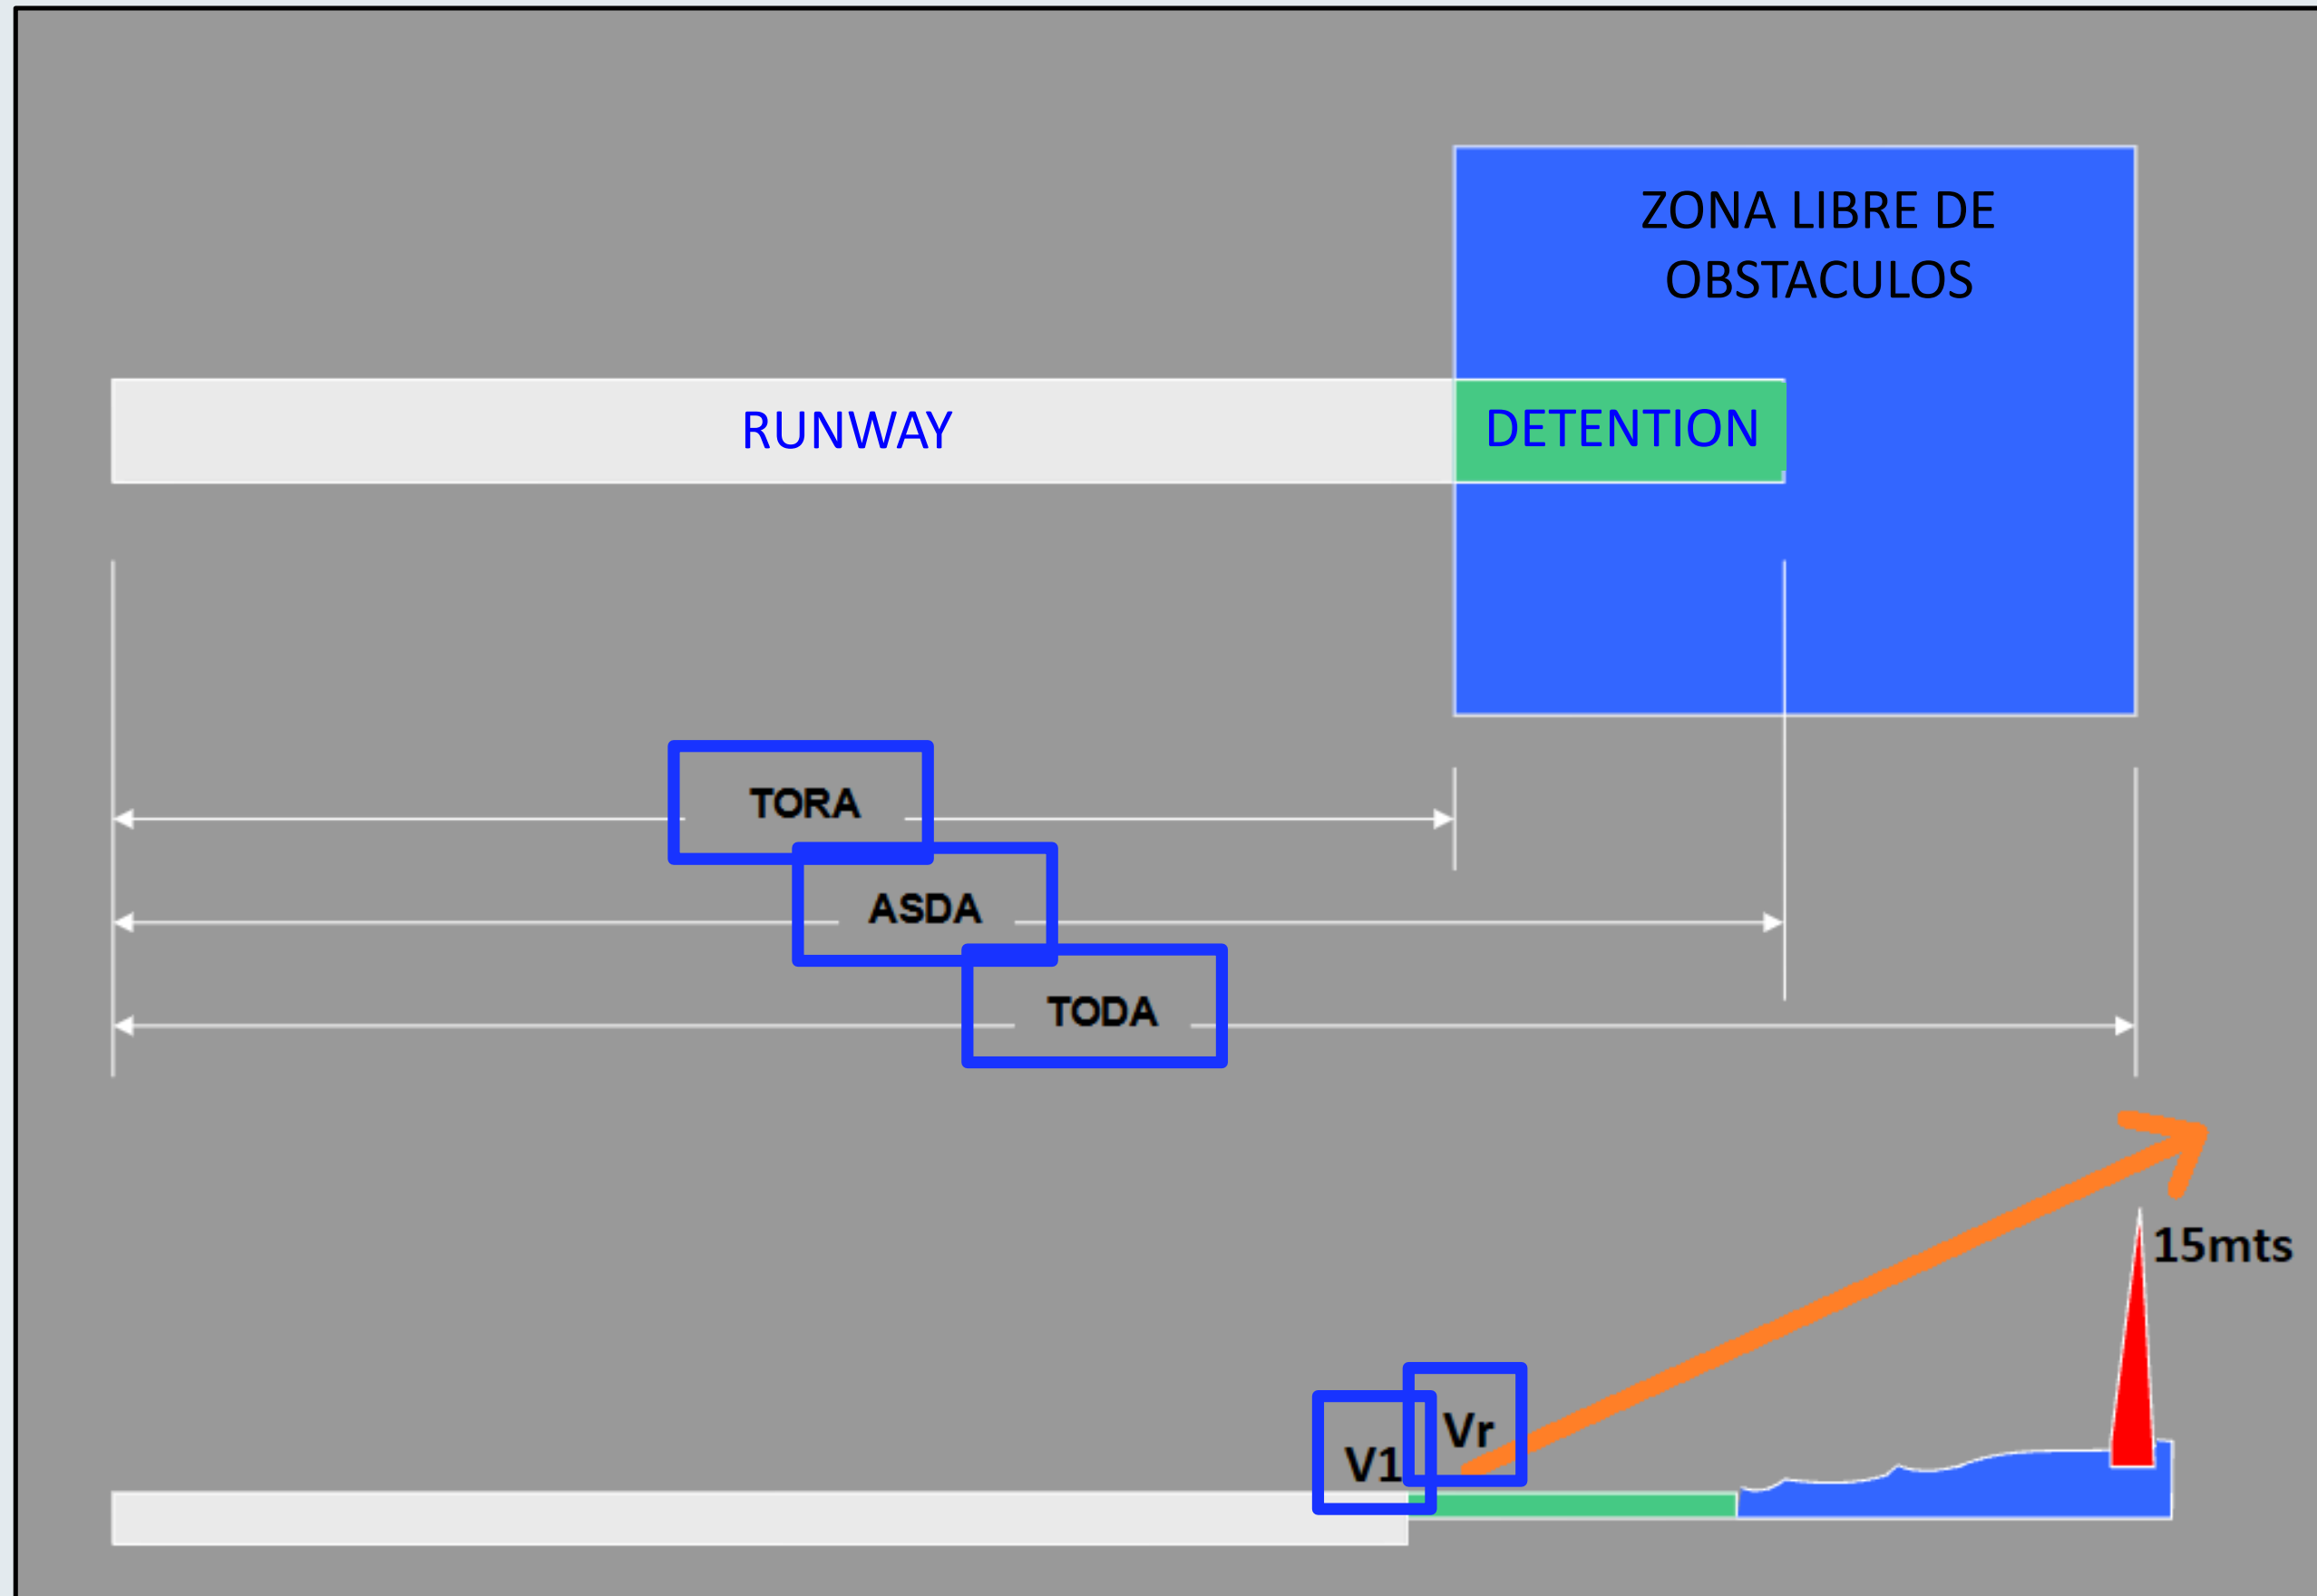 ZONA LIBRE DE
OBSTACULOS
RUNWAY
DETENTION
TORA
ASDA
TODA
15mts
Vr
V1